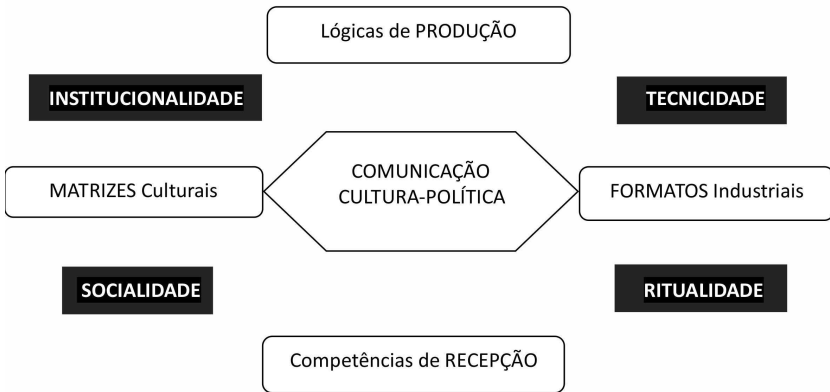 Lógicas de PRODUÇÃO
INSTITUCIONALIDADE
TECNICIDADE
COMUNICAÇÃO
CULTURA-POLÍTICA
MATRIZES Culturais
FORMATOS Industriais
SOCIALIDADE
RITUALIDADE
Competências de RECEPÇÃO